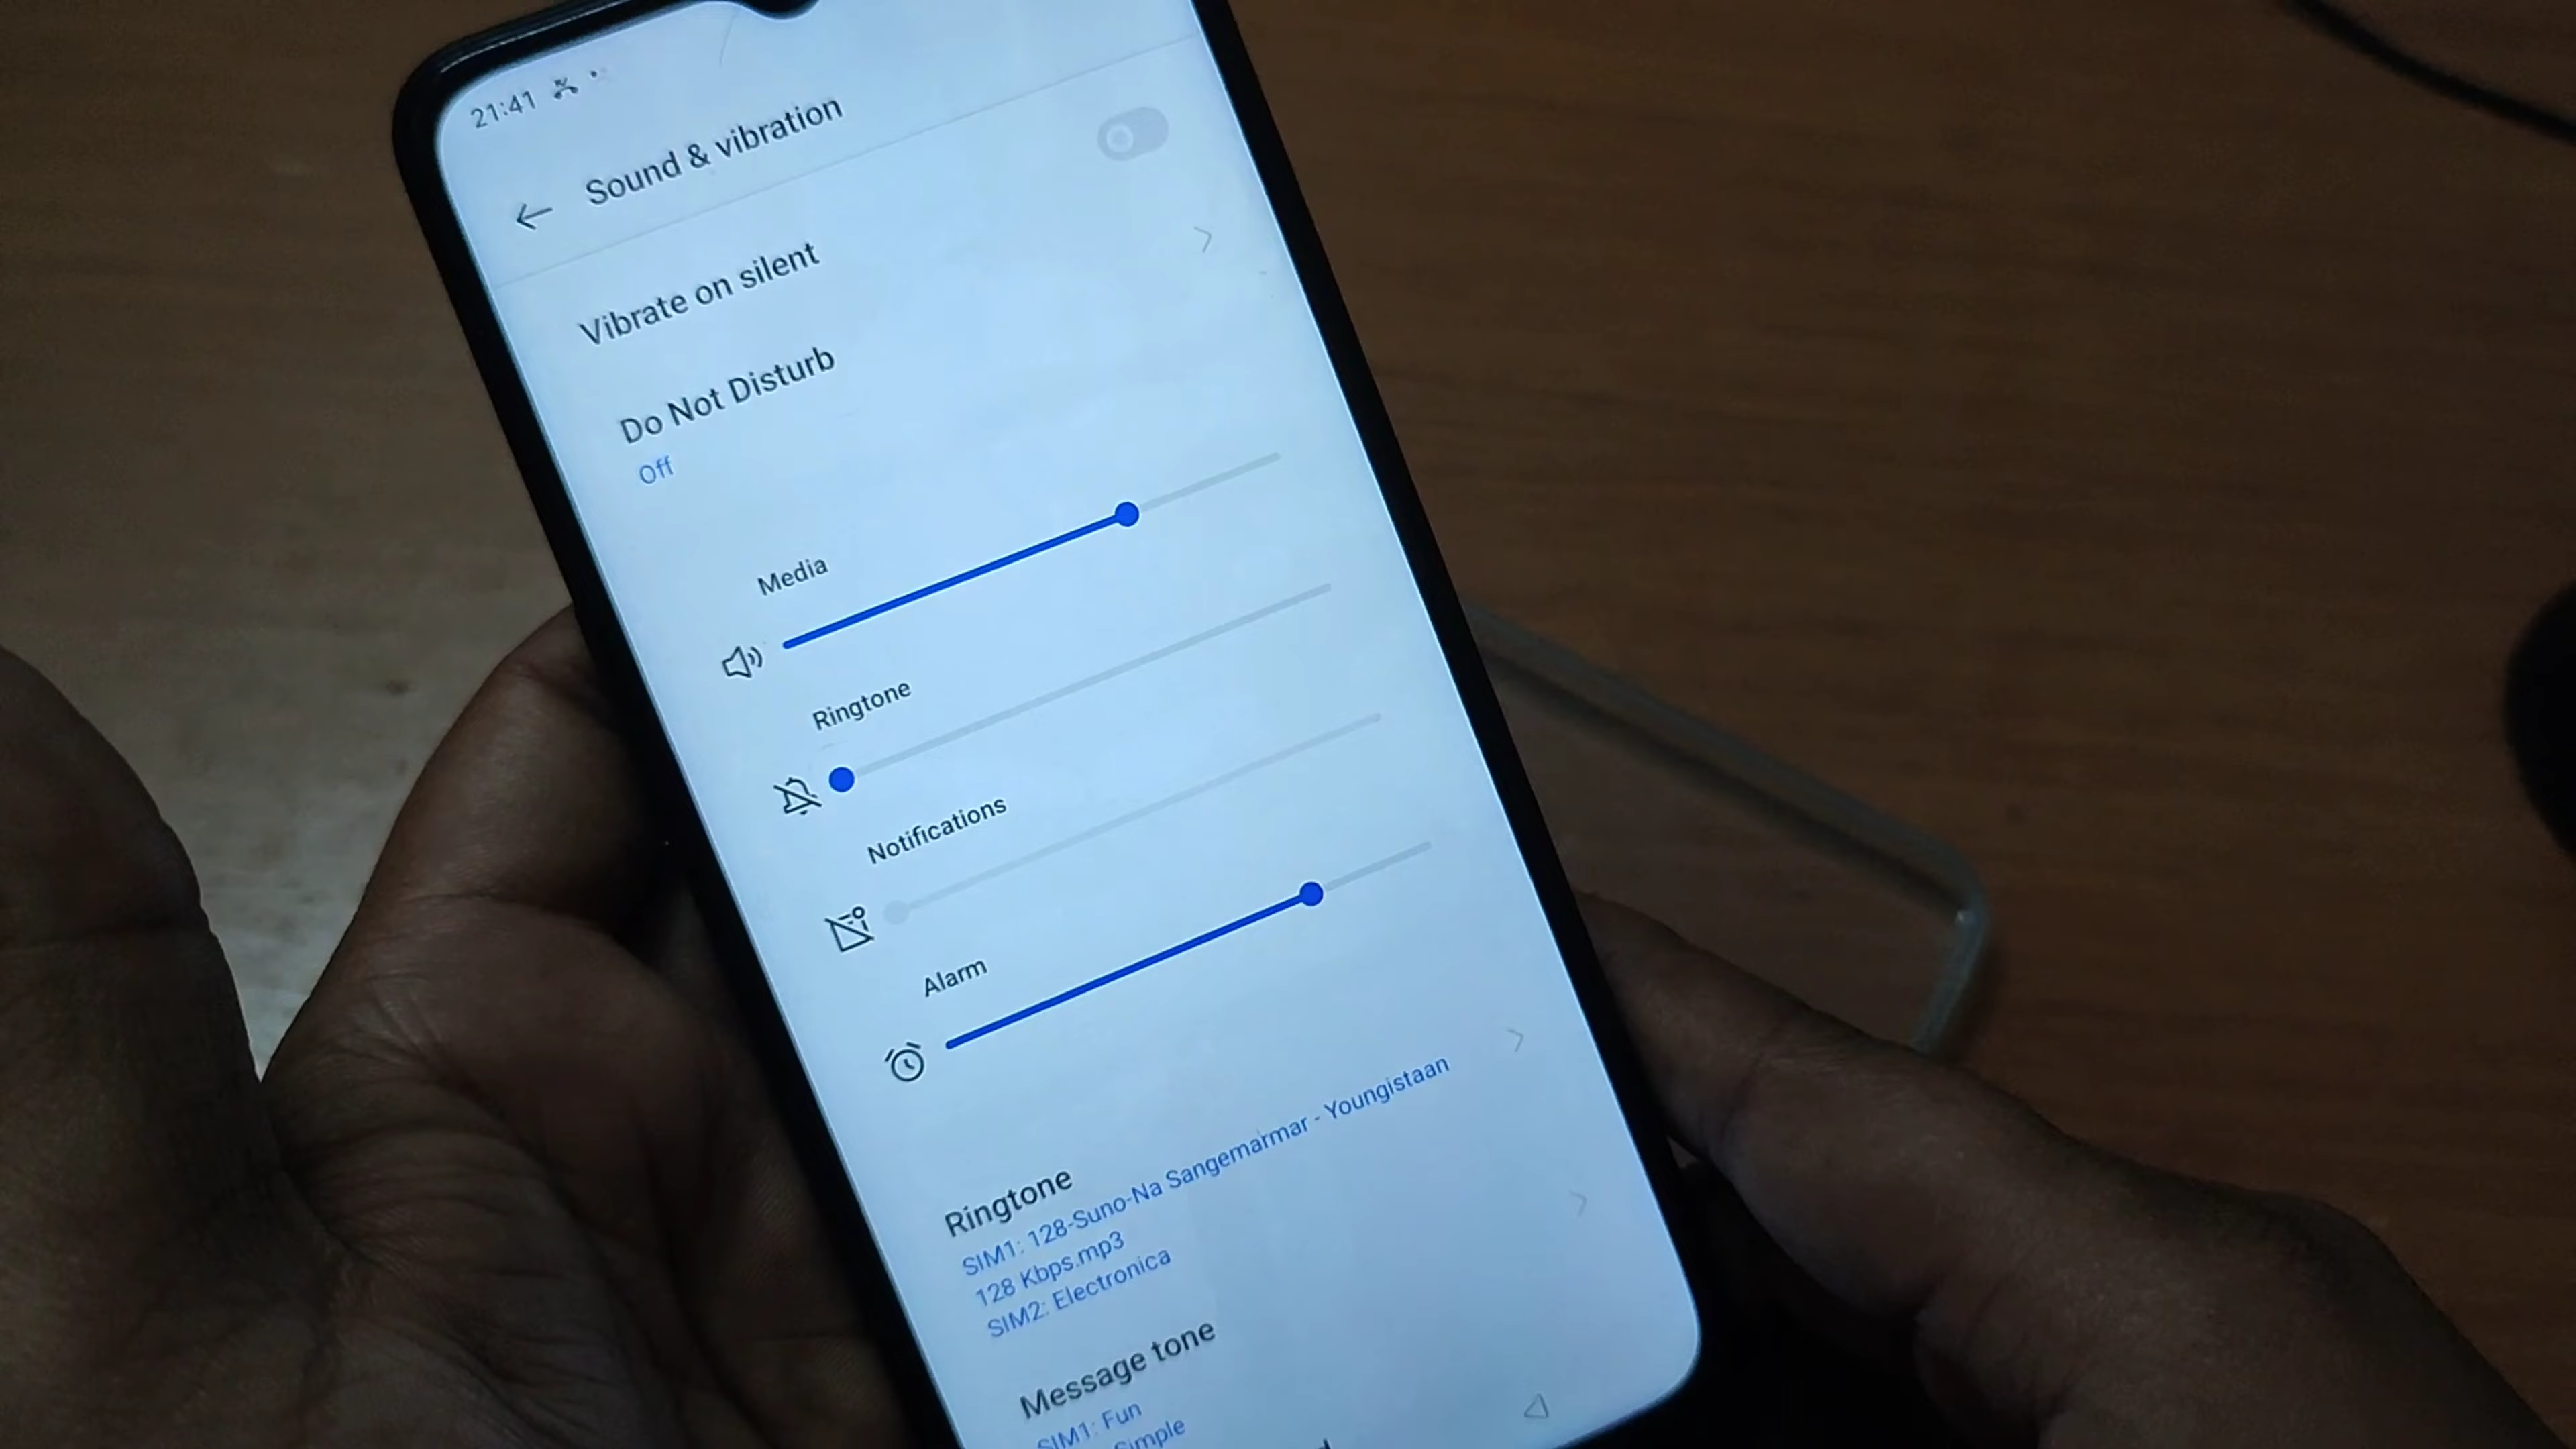 21:41
Sound & vibration
Vibrate on silent
Do Not Disturb
Off
Media
Ringtone
Notifications
Alarm
Ringtone
SIM1: 128-Suno-Na Sangemarmar - Youngistaan
128 Kbps.mp3
SIM2: Electronica
Message tone
SIM1: Fun
Simple